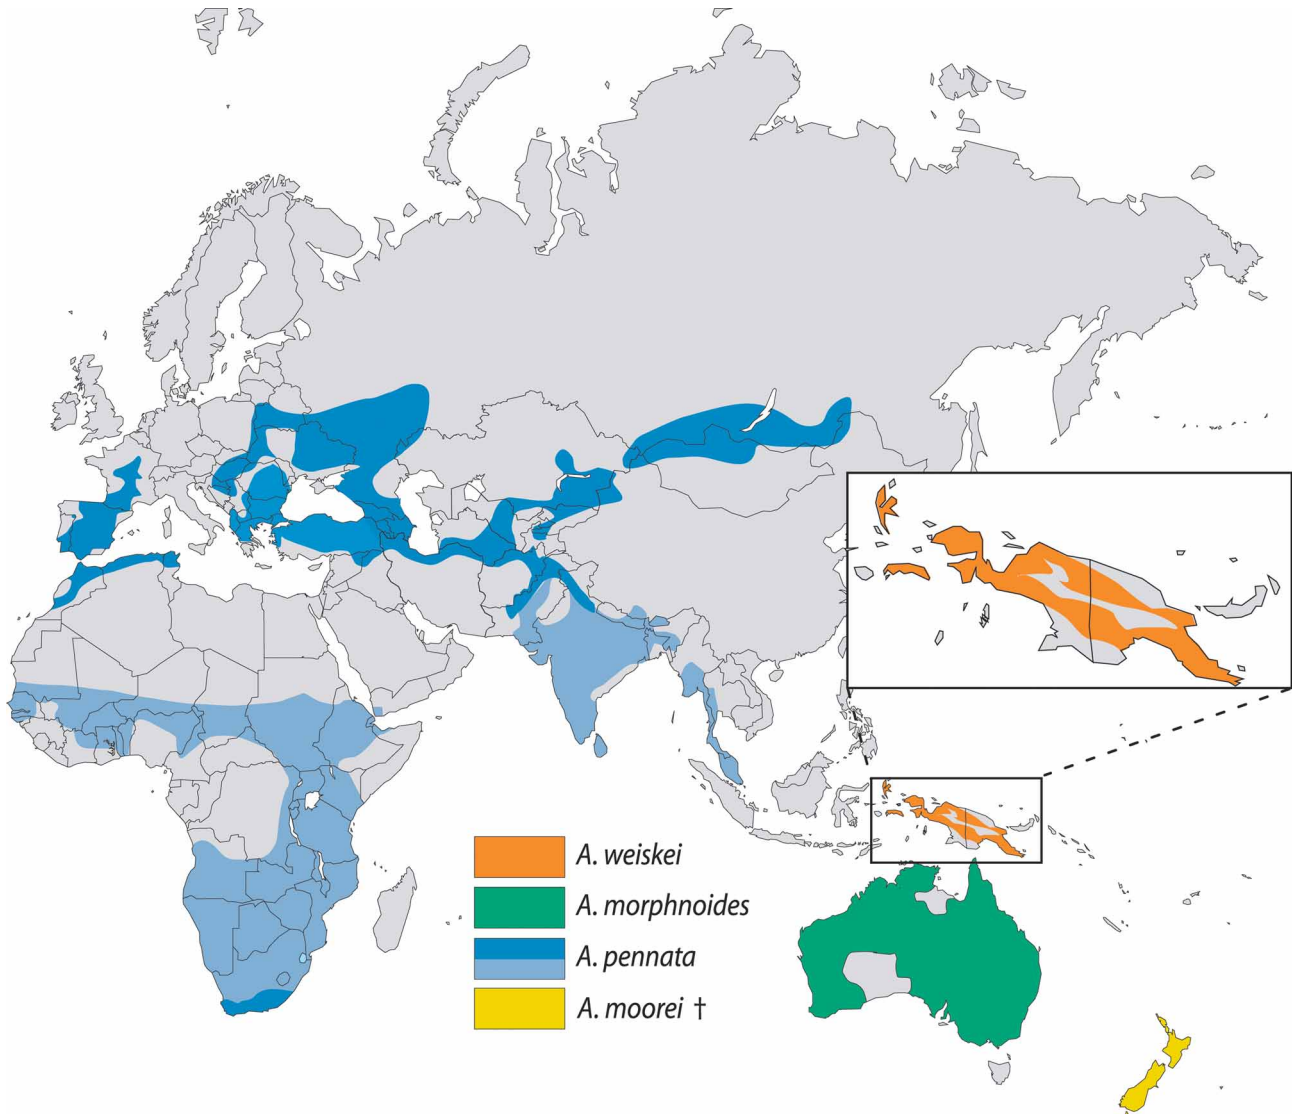 A. weiskei
A. morphnoides
A. pennata
A. moorei †